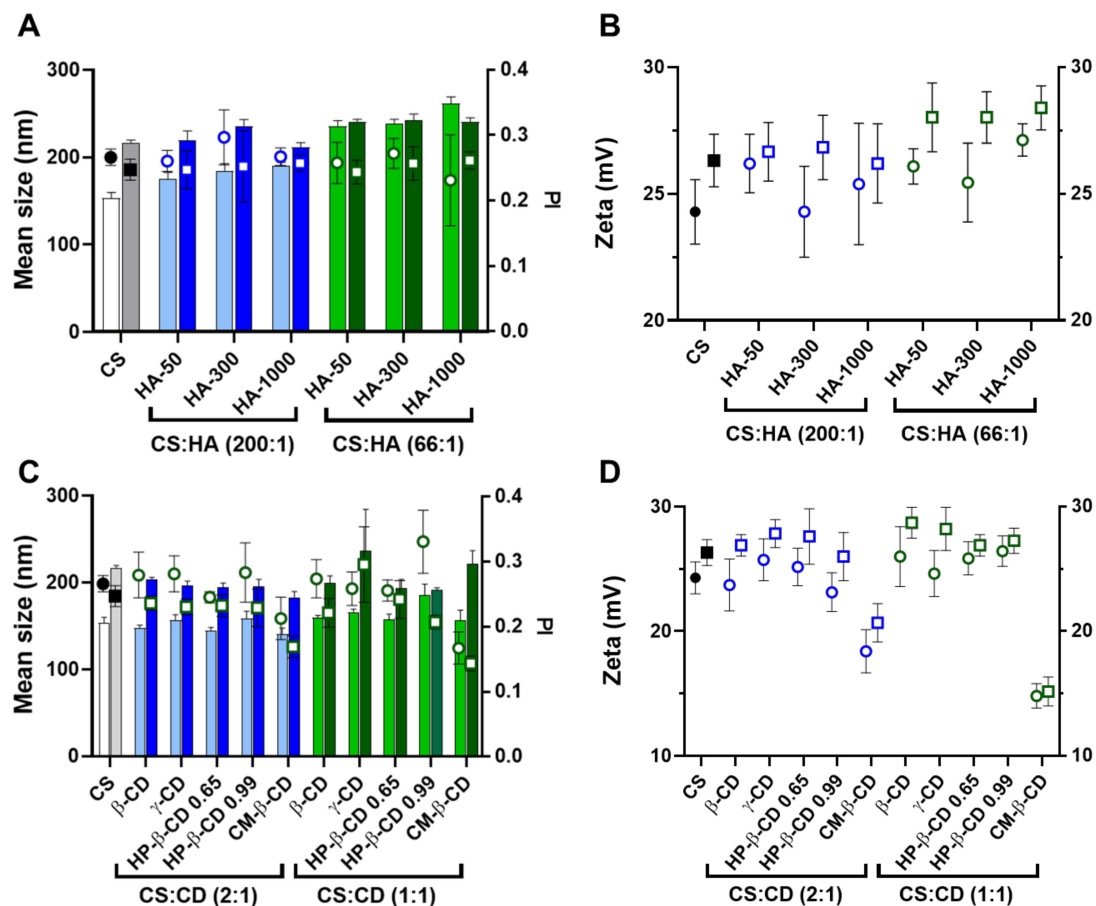 A
Mean size (nm)
300
200
100
0
0.4
0.3
0.2
0.1
0.0
PI
CS
HA-50
HA-300
HA-1000
HA-50
HA-300
HA-1000
CS:HA (200:1)
CS:HA (66:1)
B
Zeta (mV)
30
25
20
30
25
20
CS
HA-50
HA-300
HA-1000
HA-50
HA-300
HA-1000
CS:HA (200:1)
CS:HA (66:1)
C
Mean size (nm)
300
200
100
0
0.4
0.3
0.2
0.1
0.0
PI
CS
β-CD
γ-CD
HP-β-CD 0.65
HP-β-CD 0.99
CM-β-CD
β-CD
γ-CD
HP-β-CD 0.65
HP-β-CD 0.99
CM-β-CD
CS:CD (2:1)
CS:CD (1:1)
D
Zeta (mV)
30
20
10
30
20
10
CS
β-CD
γ-CD
HP-β-CD 0.65
HP-β-CD 0.99
CM-β-CD
β-CD
γ-CD
HP-β-CD 0.65
HP-β-CD 0.99
CM-β-CD
CS:CD (2:1)
CS:CD (1:1)